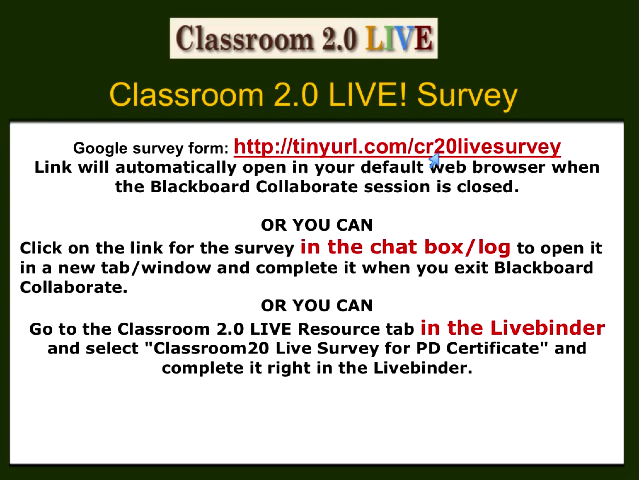 Classroom 2.0 LIVE
Classroom 2.0 LIVE! Survey
Google survey form: http://tinyurl.com/cr20livesurvey
Link will automatically open in your default web browser when
the Blackboard Collaborate session is closed.
OR YOU CAN
Click on the link for the survey in the chat box/log to open it
in a new tab/window and complete it when you exit Blackboard
Collaborate.
OR YOU CAN
Go to the Classroom 2.0 LIVE Resource tab in the Livebinder
and select "Classroom20 Live Survey for PD Certificate" and
complete it right in the Livebinder.